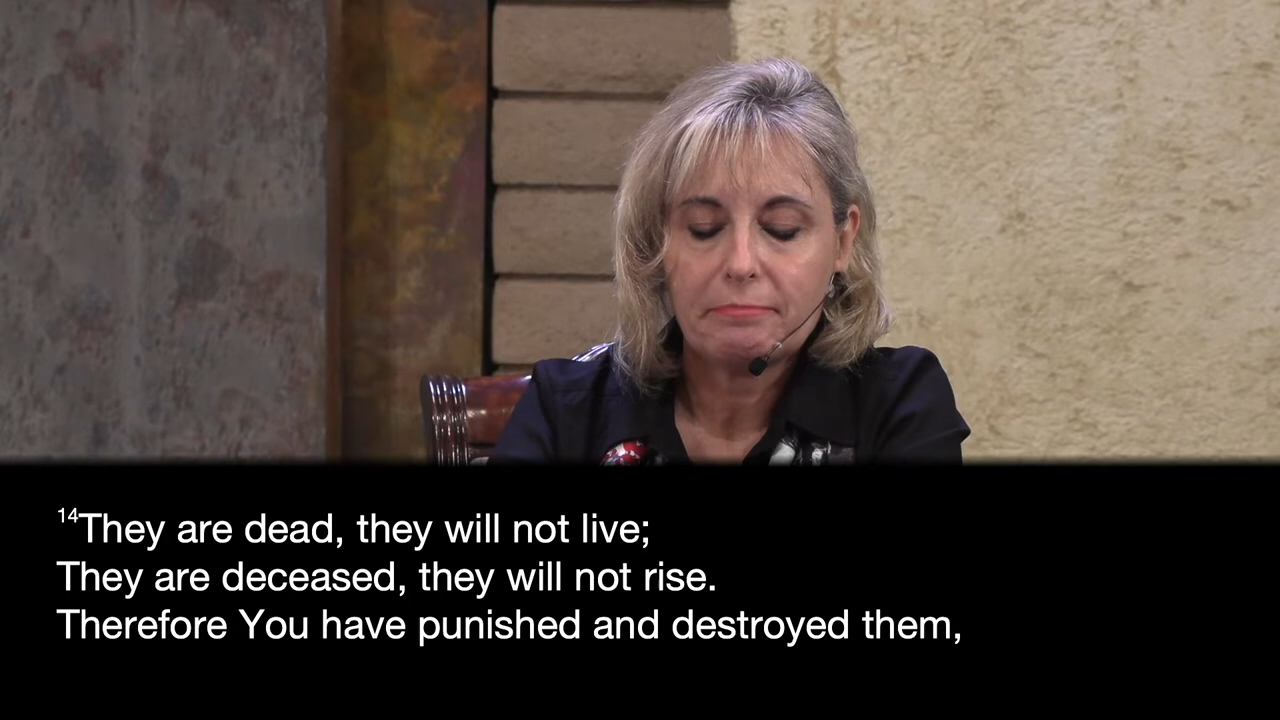 14They are dead, they will not live;
They are deceased, they will not rise.
Therefore You have punished and destroyed them,